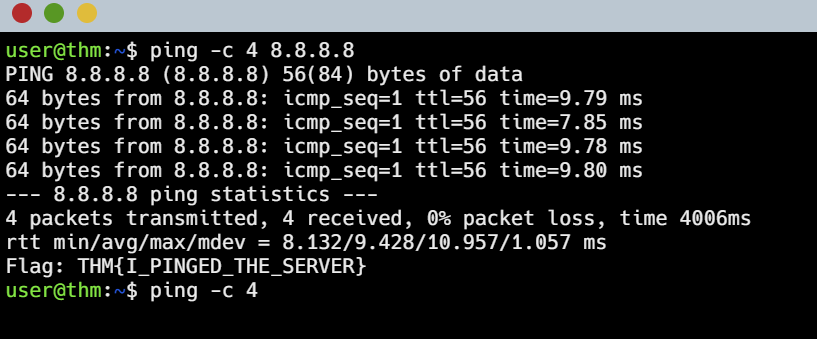 user@thm:~$ ping -c 4 8.8.8.8
PING 8.8.8.8 (8.8.8.8) 56(84) bytes of data
64 bytes from 8.8.8.8: icmp_seq=1 ttl=56 time=9.79 ms
64 bytes from 8.8.8.8: icmp_seq=1 ttl=56 time=7.85 ms
64 bytes from 8.8.8.8: icmp_seq=1 ttl=56 time=9.78 ms
64 bytes from 8.8.8.8: icmp_seq=1 ttl=56 time=9.80 ms
--- 8.8.8.8 ping statistics ---
4 packets transmitted, 4 received, 0% packet loss, time 4006ms
rtt min/avg/max/mdev = 8.132/9.428/10.957/1.057 ms
Flag: THM{I_PINGED_THE_SERVER}
user@thm:~$ ping -c 4